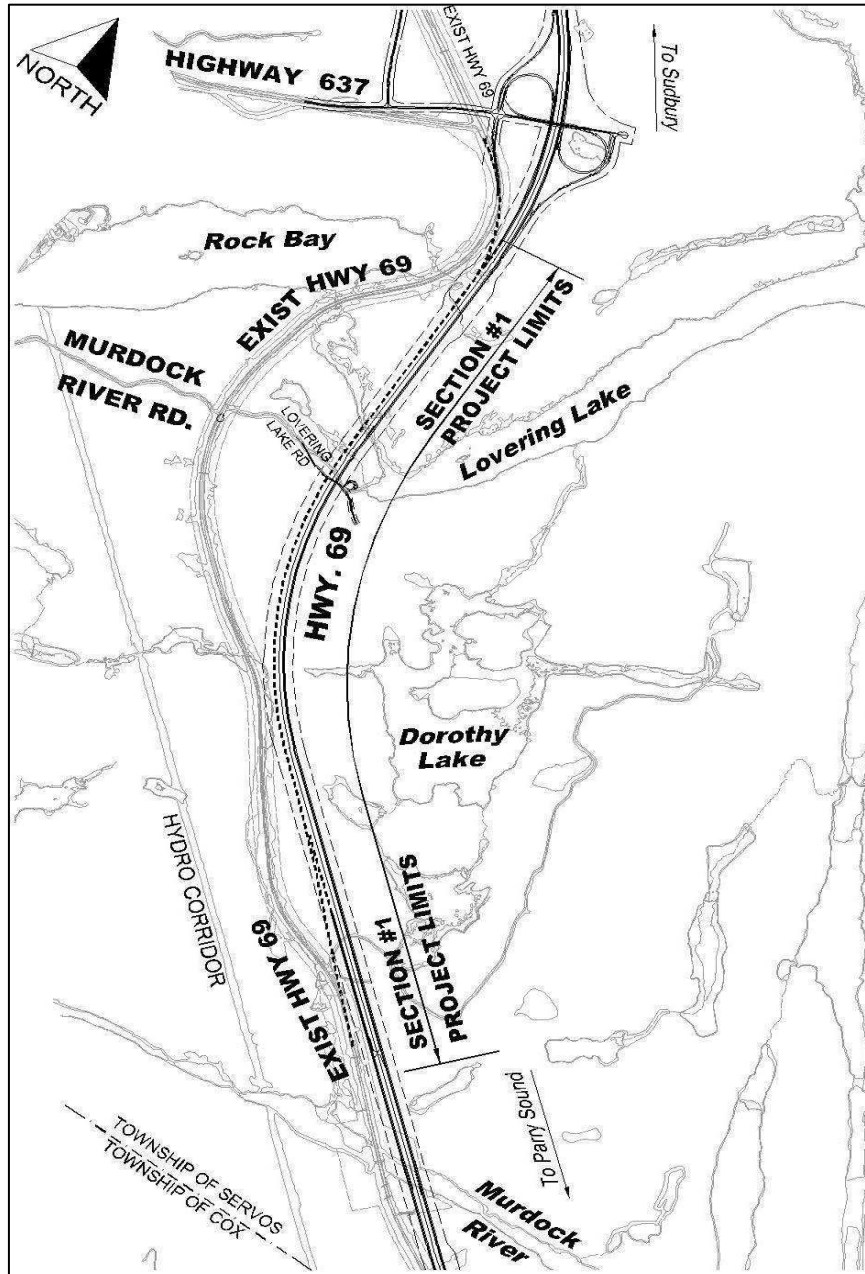 NORTH
HIGHWAY 637
EXIST HWY 69
To Sudbury
Rock Bay
EXIST HWY 69
MURDOCK
RIVER RD.
LOVERING
LAKE RD
SECTION #1
PROJECT LIMITS
Lovering Lake
HWY. 69
Dorothy
Lake
HYDRO CORRIDOR
EXIST HWY 69
SECTION #1
PROJECT LIMITS
To Parry Sound
TOWNSHIP OF SERVOS
TOWNSHIP OF COX
Murdock
River